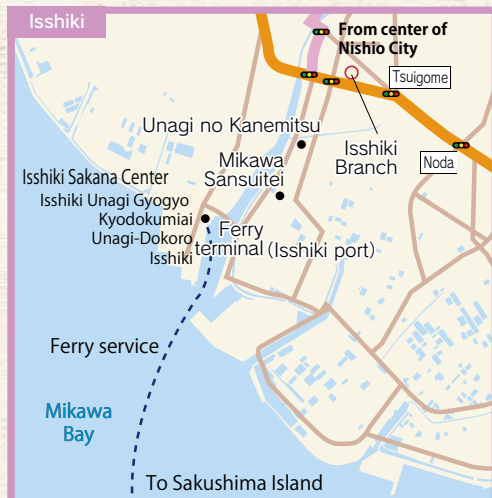 Isshiki
From center of
Nishio City
Tsuigome
Unagi no Kanemitsu
Isshiki
Branch
Mikawa
Sansuitei
Noda
Isshiki Sakana Center
Isshiki Unagi Gyogyo
Kyodokumiai
Unagi-Dokoro
Isshiki
Ferry
terminal (Isshiki port)
Ferry service
Mikawa
Bay
To Sakushima Island